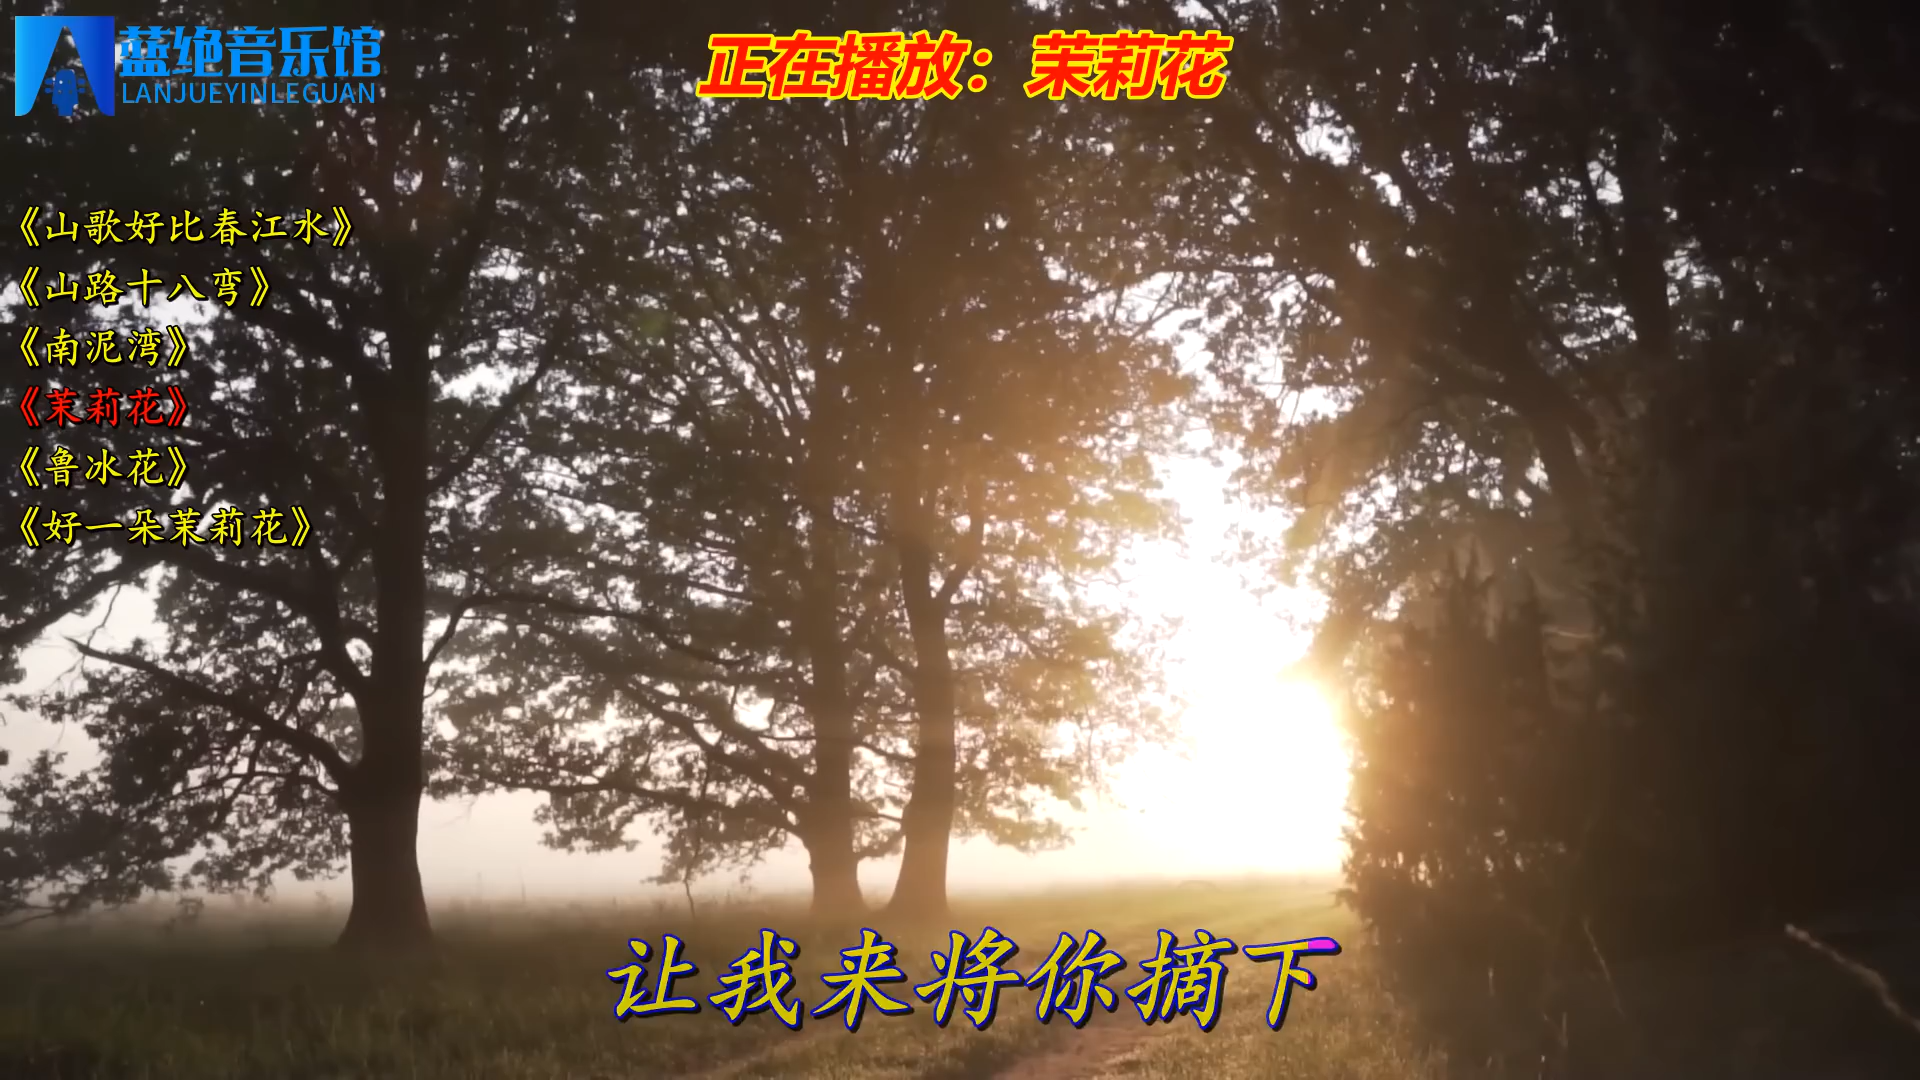 蓝绝音乐馆
LANJUEYINLEGUAN
正在播放：茉莉花
《山歌好比春江水》
《山路十八弯》
《南泥湾》
《茉莉花》
《鲁冰花》
《好一朵茉莉花》
让我来将你摘下